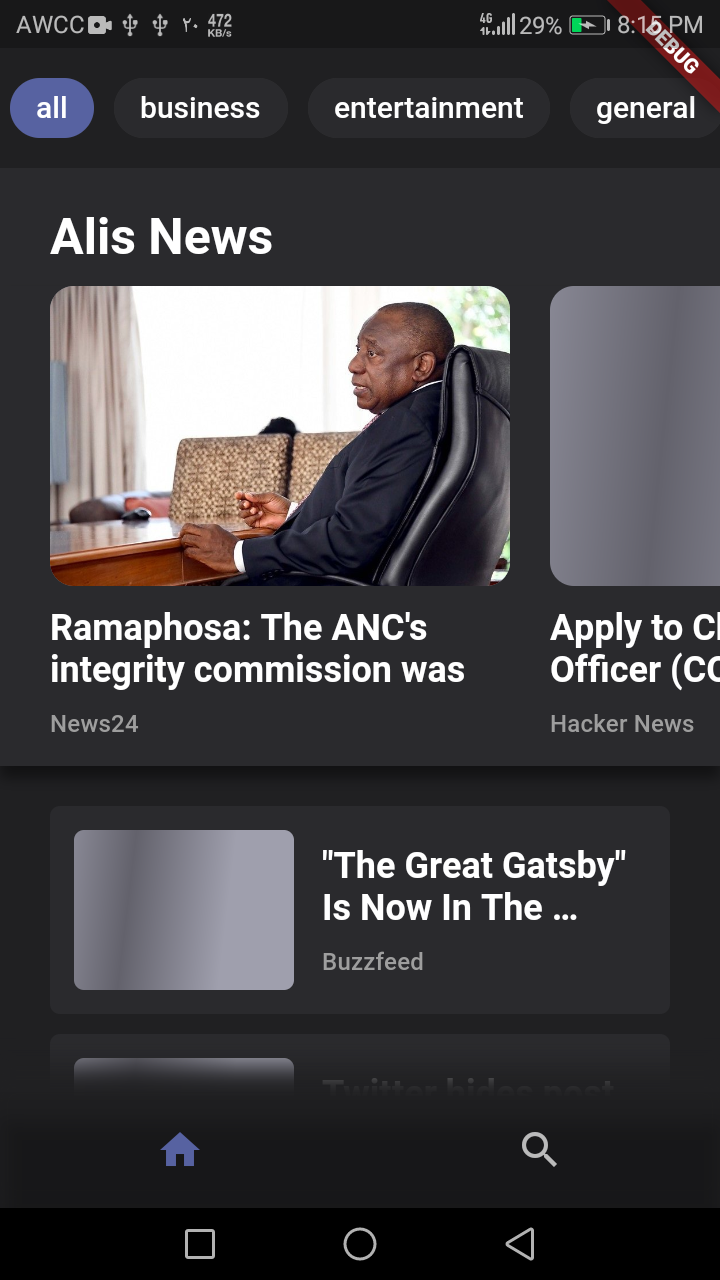 AWCC ٢٠ 472 KB/s 4G 29% 8:15 PM
DEBUG
all business entertainment general
Alis News
Ramaphosa: The ANC's
integrity commission was
News24
Apply to
Officer
Hacker News
"The Great Gatsby"
Is Now In The ...
Buzzfeed
Twitter hides post